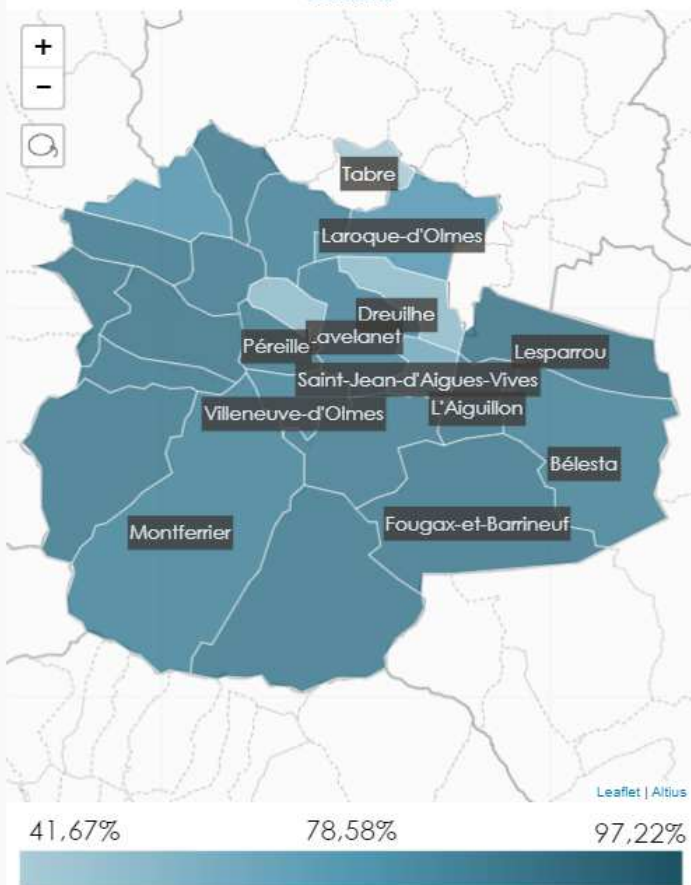 +
−
Tabre
Laroque-d'Olmes
Dreuilhe
Lavelanet
Péreille
Lesparrou
Saint-Jean-d'Aigues-Vives
Villeneuve-d'Olmes
L'Aiguillon
Bélesta
Fougax-et-Barrineuf
Montferrier
Leaflet | Altius
41,67% 78,58% 97,22%